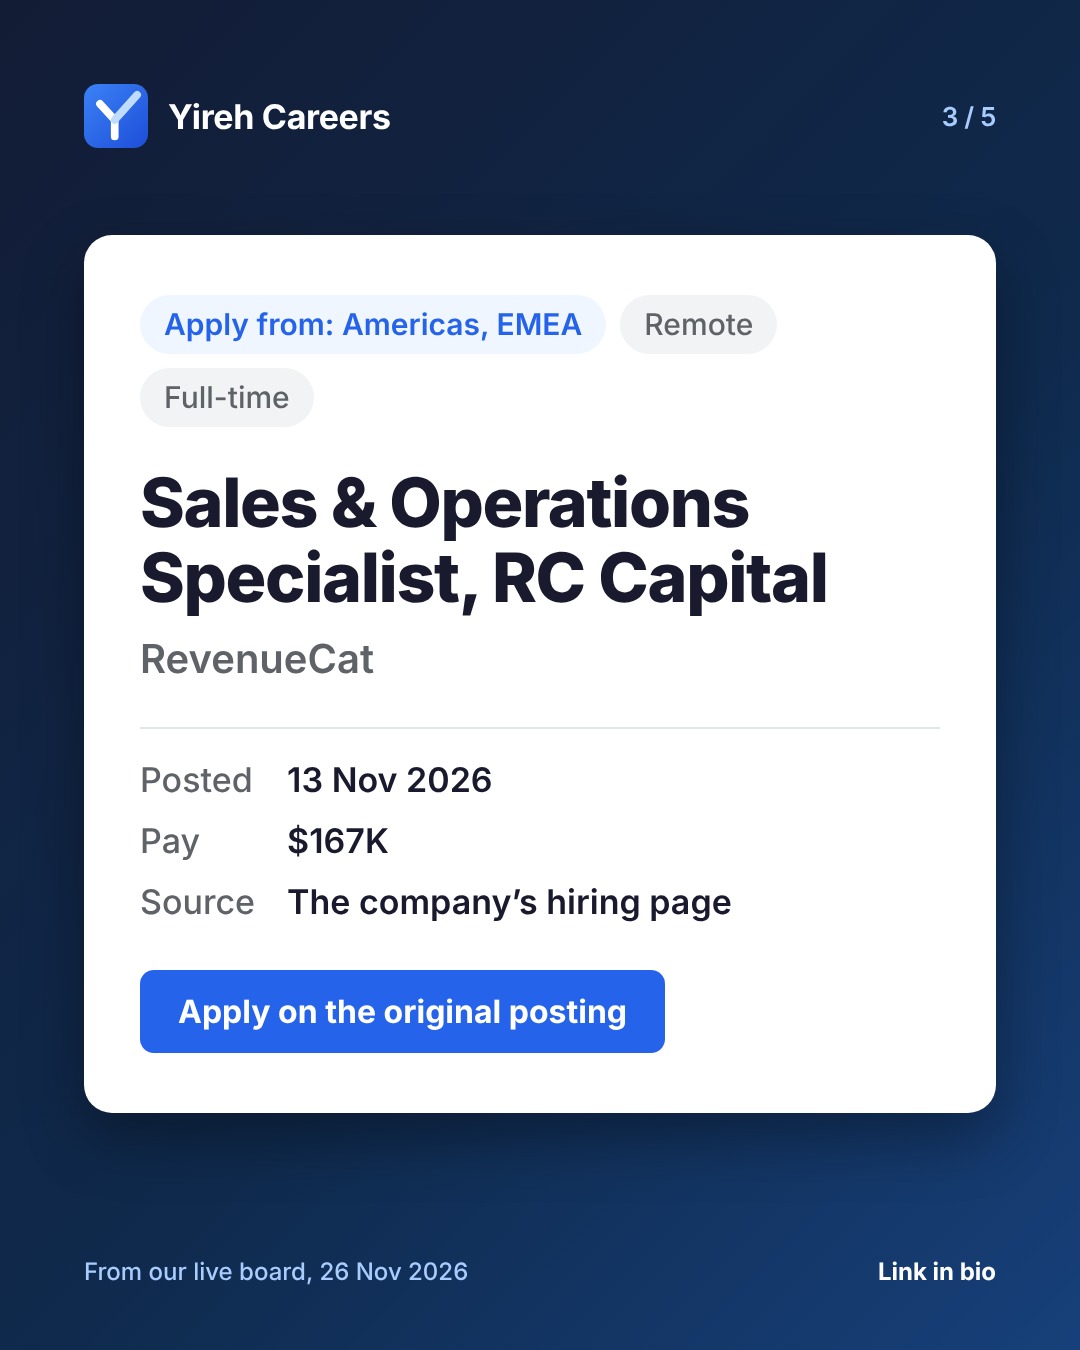 Yireh Careers
3 / 5
Apply from: Americas, EMEA
Remote
Full-time
Sales & Operations
Specialist, RC Capital
RevenueCat
Posted 13 Nov 2026
Pay $167K
Source The company’s hiring page
Apply on the original posting
From our live board, 26 Nov 2026
Link in bio